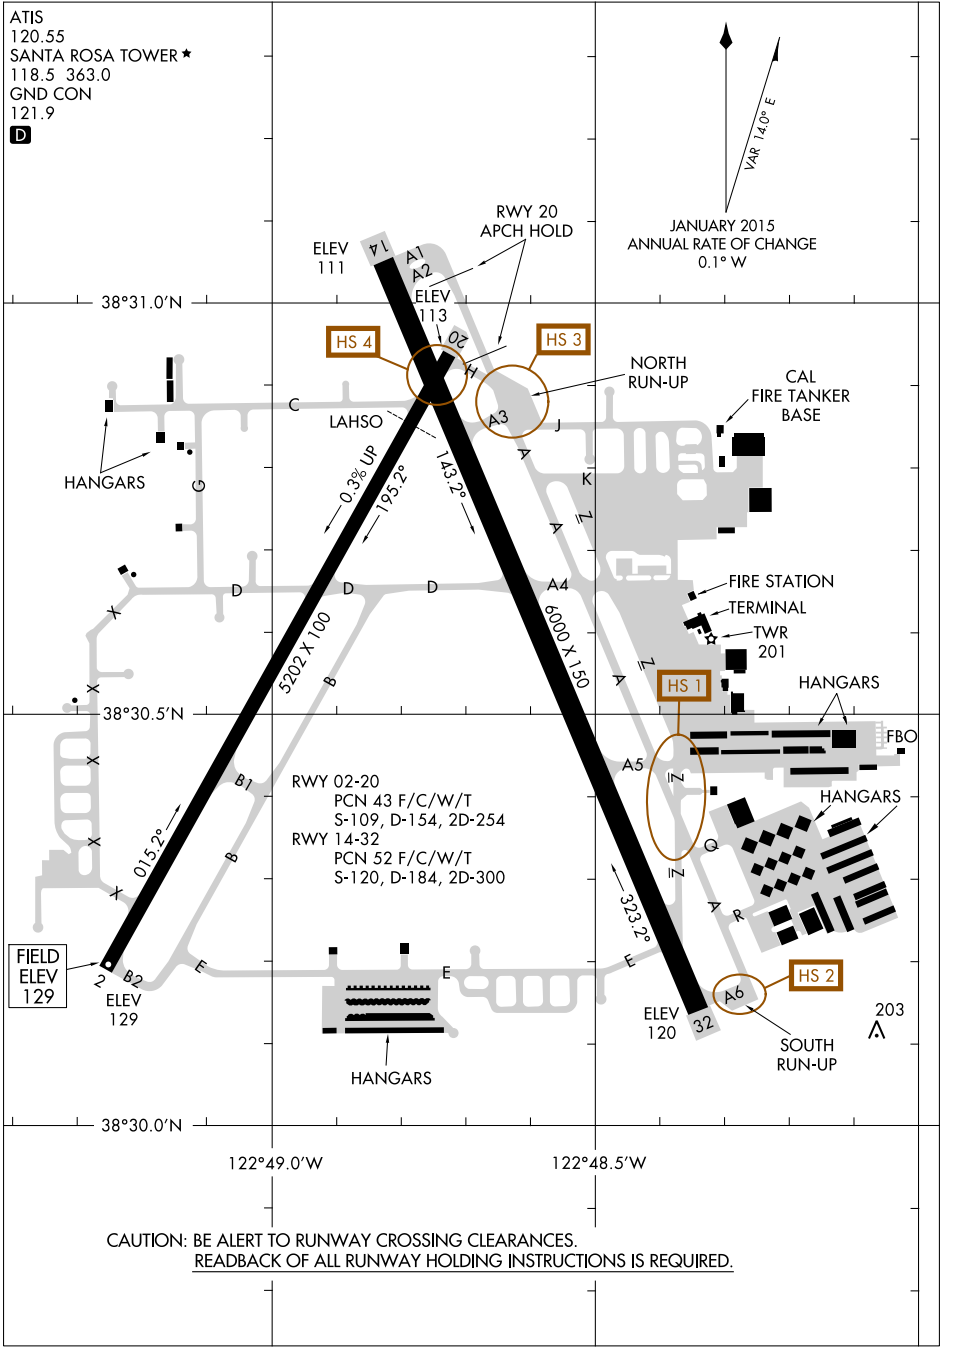 ATIS
120.55
SANTA ROSA TOWER ★
118.5 363.0
GND CON
121.9
D
VAR 14.0° E
JANUARY 2015
ANNUAL RATE OF CHANGE
0.1° W
RWY 20
APCH HOLD
ELEV
111
14
A1
A2
ELEV
113
20
38°31.0'N
HS 4
HS 3
H
NORTH
RUN-UP
CAL
FIRE TANKER
BASE
C
LAHSO
A3
J
A
HANGARS
G
0.3% UP
195.2°
143.2°
K
A
Z
X
D
D
D
A4
FIRE STATION
TERMINAL
TWR
201
5202 X 100
6000 X 150
B
A
Z
X
HS 1
HANGARS
38°30.5'N
FBO
X
B1
A5
Z
RWY 02-20
PCN 43 F/C/W/T
S-109, D-154, 2D-254
RWY 14-32
PCN 52 F/C/W/T
S-120, D-184, 2D-300
HANGARS
015.2°
X
B
Q
Z
X
323.2°
A
R
FIELD
ELEV
129
2
B2
ELEV
129
E
E
E
HS 2
A6
ELEV
120
32
203
SOUTH
RUN-UP
HANGARS
38°30.0'N
122°49.0'W
122°48.5'W
CAUTION: BE ALERT TO RUNWAY CROSSING CLEARANCES.
READBACK OF ALL RUNWAY HOLDING INSTRUCTIONS IS REQUIRED.